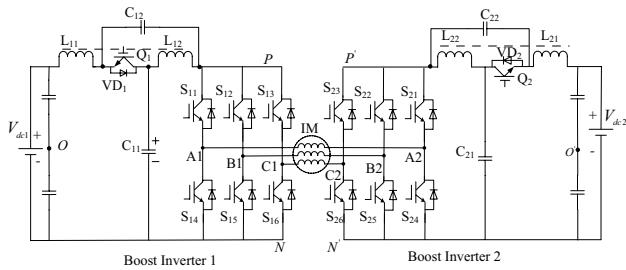 C12
C22
L11
Q1
L12
L22
VD2
L21
VD1
Q2
P
P'
S11
S12
S13
S23
S22
S21
IM
Vdc1
+
-
O
C11
+
-
A1
B1
C1
C2
B2
A2
C21
O'
+
-
Vdc2
S14
S15
S16
S26
S25
S24
N
N'
Boost Inverter 1
Boost Inverter 2